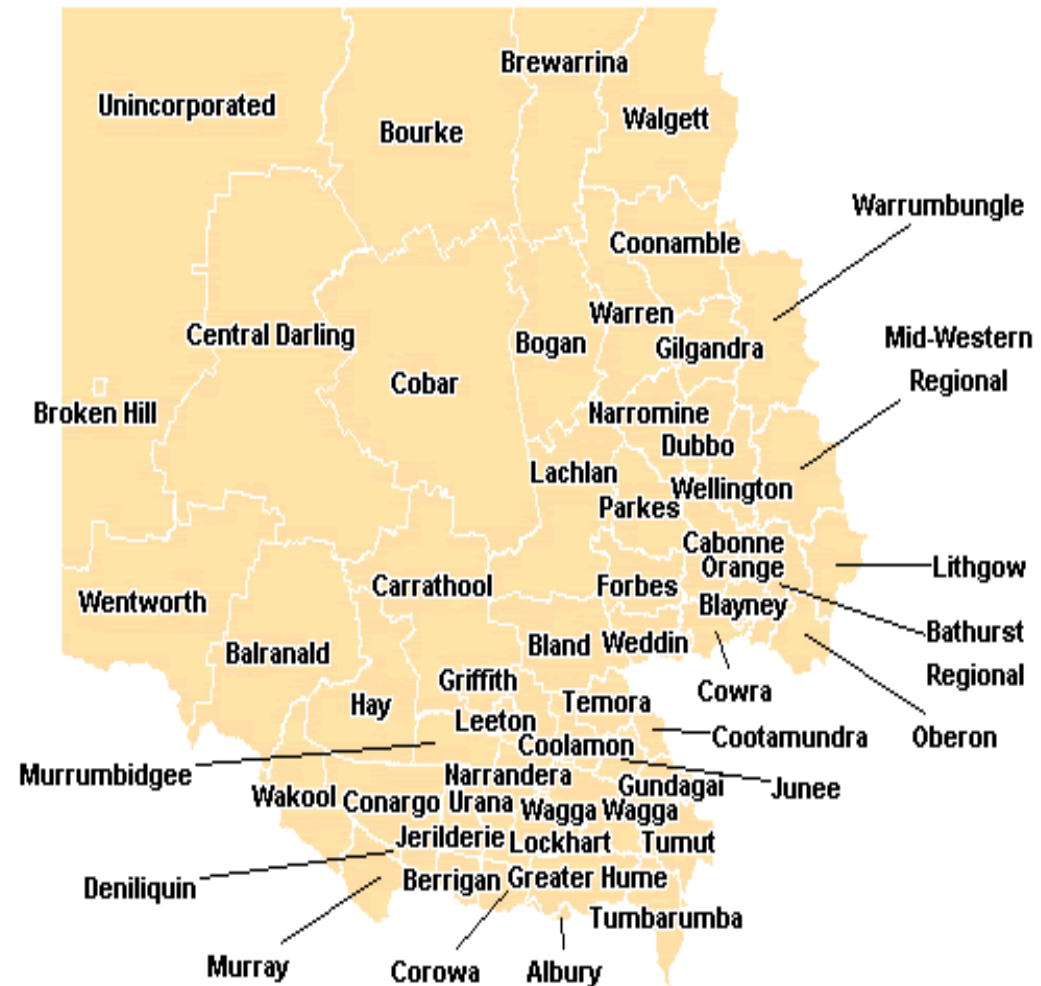 Brewarrina
Unincorporated
Bourke
Walgett
Warrumbungle
Coonamble
Warren
Central Darling
Bogan
Gilgandra
Mid-Western
Regional
Cobar
Broken Hill
Narromine
Dubbo
Lachlan
Wellington
Parkes
Cabonne
Orange
Lithgow
Carrathool
Forbes
Wentworth
Blayney
Bathurst
Regional
Bland
Weddin
Balranald
Griffith
Cowra
Hay
Temora
Leeton
Cootamundra
Oberon
Coolamon
Murrumbidgee
Narrandera
Gundagai
Junee
Wakool
Conargo
Urana
Wagga Wagga
Jerilderie
Lockhart
Tumut
Deniliquin
Berrigan
Greater Hume
Tumbarumba
Murray
Corowa
Albury